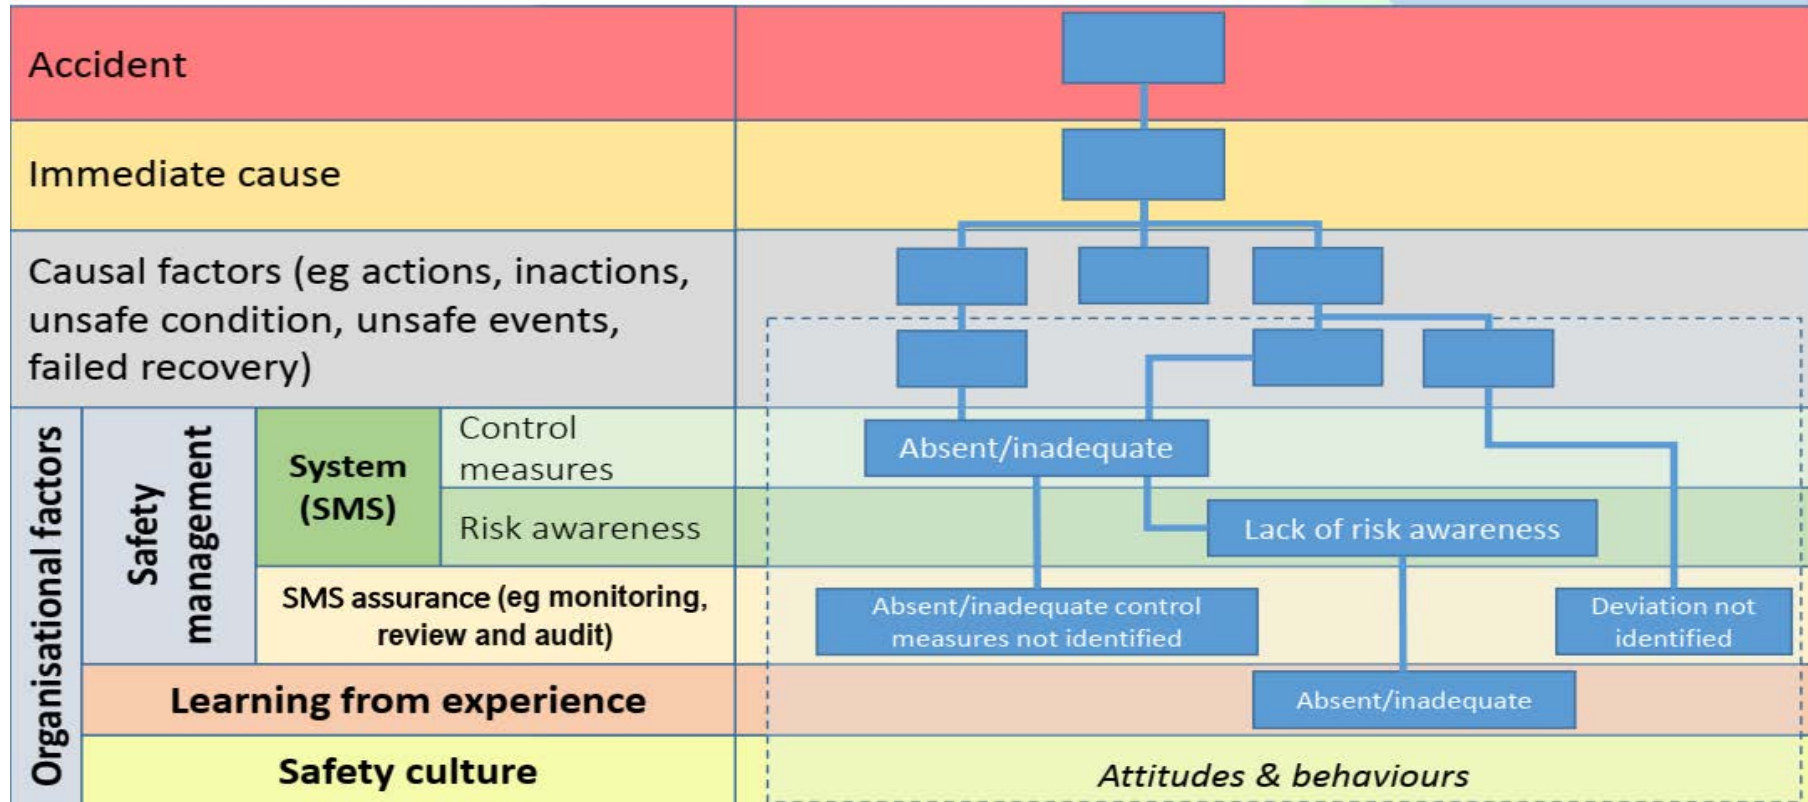 Accident
Immediate cause
Causal factors (eg actions, inactions,
unsafe condition, unsafe events,
failed recovery)
Organisational factors
Safety
management
System
(SMS)
Control
measures
Absent/inadequate
Risk awareness
Lack of risk awareness
SMS assurance (eg monitoring,
review and audit)
Absent/inadequate control
measures not identified
Deviation not
identified
Learning from experience
Absent/inadequate
Safety culture
Attitudes & behaviours